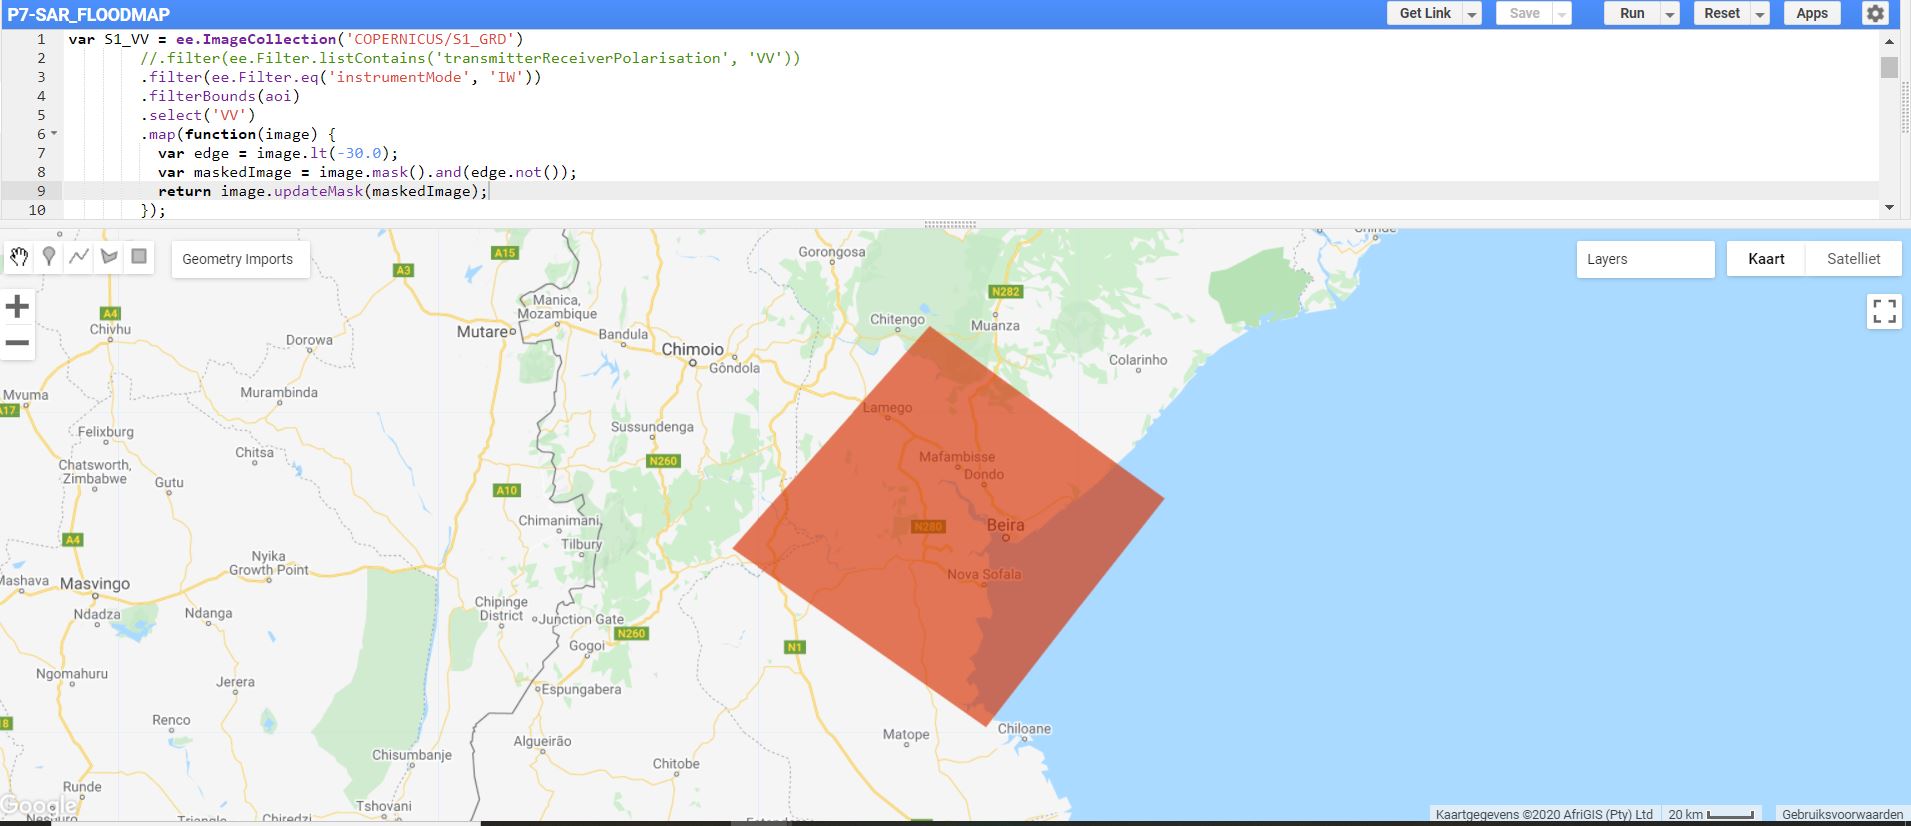 P7-SAR_FLOODMAP
Get Link
Save
Run
Reset
Apps
1 var S1_VV = ee.ImageCollection('COPERNICUS/S1_GRD')
2 //.filter(ee.Filter.listContains('transmitterReceiverPolarisation', 'VV'))
3 .filter(ee.Filter.eq('instrumentMode', 'IW'))
4 .filterBounds(aoi)
5 .select('VV')
6 .map(function(image) {
7 var edge = image.lt(-30.0);
8 var maskedImage = image.mask().and(edge.not());
9 return image.updateMask(maskedImage);
10 });
Geometry Imports
Layers
Kaart
Satelliet
A15
Gorongosa
A3
N282
Manica,
Mozambique
A4
Chivhu
Chitengo
Muanza
Mutare
Bandula
Dorowa
Chimoio
Góndola
Colarinho
Mvuma
A17
Murambinda
Lamego
Felixburg
Sussundenga
Chitsa
N260
Mafambisse
Dondo
Chatsworth,
Zimbabwe
Gutu
A10
Chimanimani
N280
Beira
A4
Tilbury
Nyika
Growth Point
Mashava
Masvingo
Nova Sofala
Ndadza
Ndanga
Chipinge
District
Junction Gate
N260
Gogoi
N1
Ngomahuru
Jerera
Espungabera
Renco
Algueirão
Matope
Chiloane
Chisumbanje
Chitobe
Runde
Google
Tshovani
Chiredzi
Kaartgegevens ©2020 AfriGIS (Pty) Ltd
20 km
Gebruiksvoorwaarden